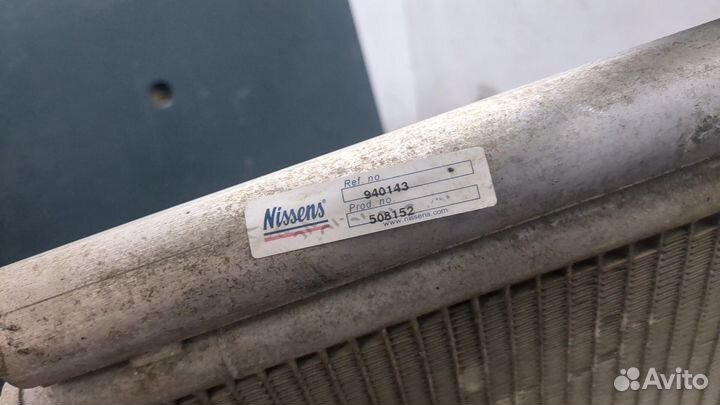 Nissens®
Ref. no
940143
Prod. no
508152
www.nissens.com
Avito